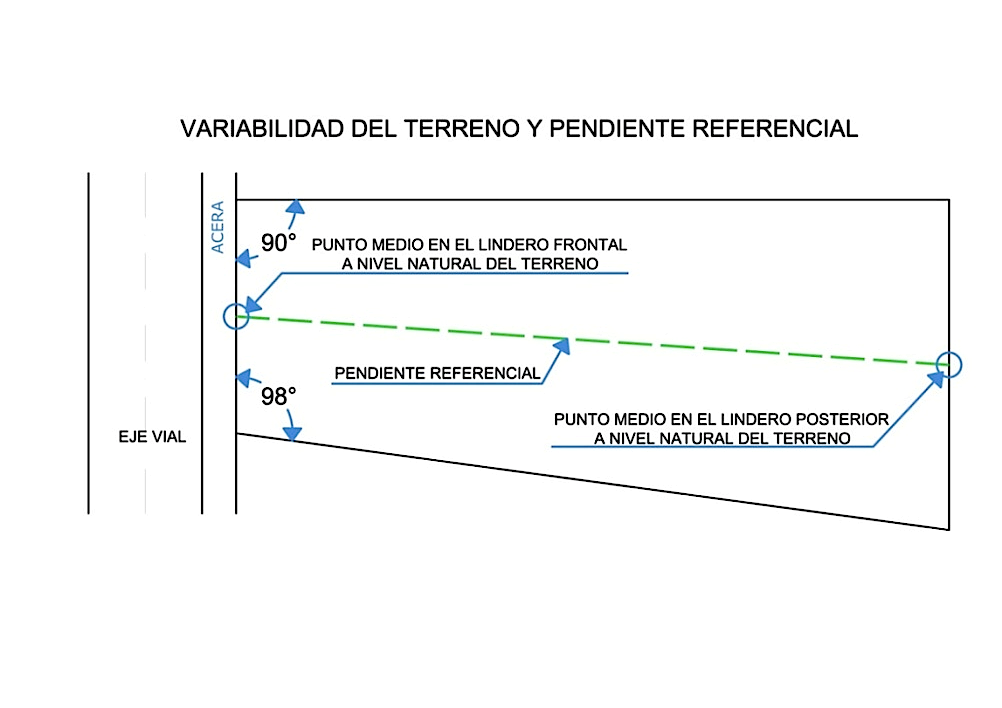 VARIABILIDAD DEL TERRENO Y PENDIENTE REFERENCIAL
ACERA
90°
PUNTO MEDIO EN EL LINDERO FRONTAL
A NIVEL NATURAL DEL TERRENO
PENDIENTE REFERENCIAL
98°
PUNTO MEDIO EN EL LINDERO POSTERIOR
A NIVEL NATURAL DEL TERRENO
EJE VIAL